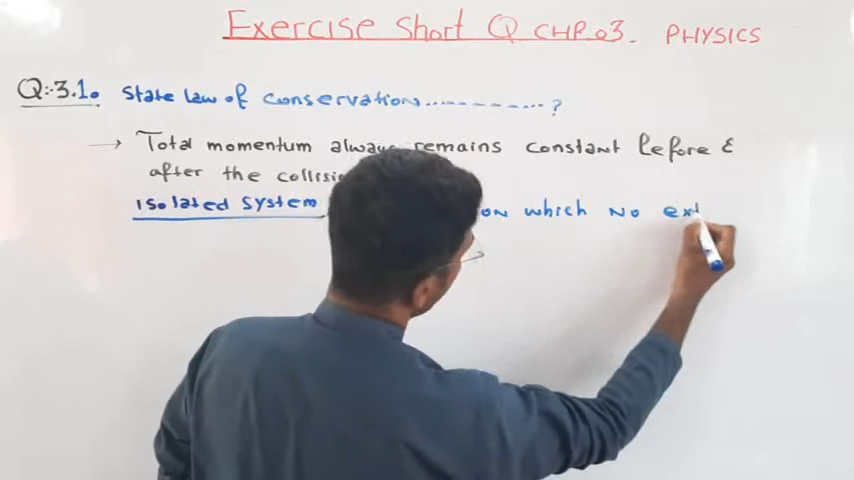 Exercise Short Q CHP.03. PHYSICS
Q:-3.1. State law of conservation ..............?
→ Total momentum always remains constant before &
after the collisi
isolated system on which No ext